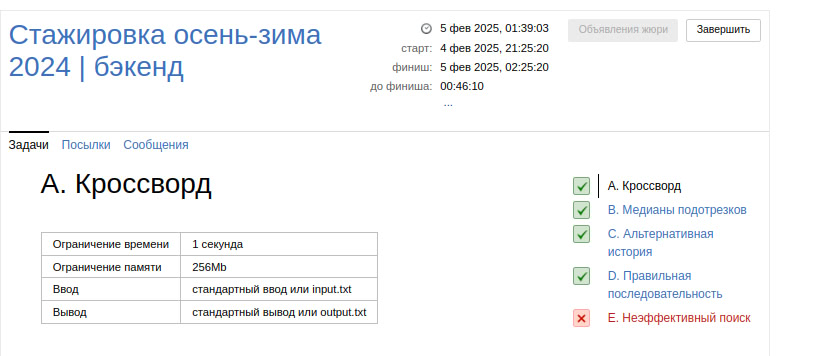 Стажировка осень-зима
2024 | бэкенд
5 фев 2025, 01:39:03
старт: 4 фев 2025, 21:25:20
финиш: 5 фев 2025, 02:25:20
до финиша: 00:46:10
...
Объявления жюри
Завершить
Задачи Посылки Сообщения
A. Кроссворд
Ограничение времени 1 секунда
Ограничение памяти 256Mb
Ввод стандартный ввод или input.txt
Вывод стандартный вывод или output.txt
A. Кроссворд
B. Медианы подотрезков
C. Альтернативная
история
D. Правильная
последовательность
E. Неэффективный поиск